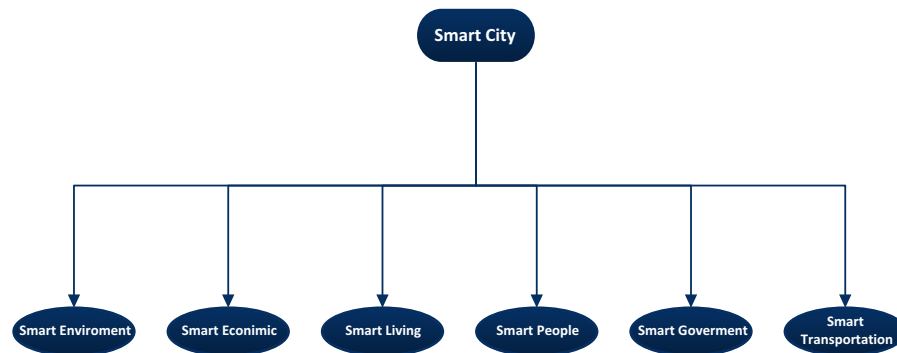 Smart City
Smart Enviroment
Smart Econimic
Smart Living
Smart People
Smart Goverment
Smart
Transportation